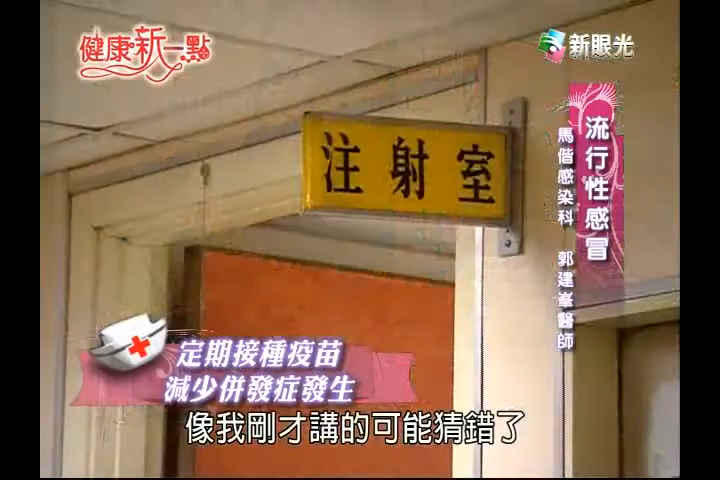 健康新一點
新眼光
流行性感冒
馬偕感染科 郭建峯醫師
注射室
定期接種疫苗
減少併發症發生
像我剛才講的可能猜錯了